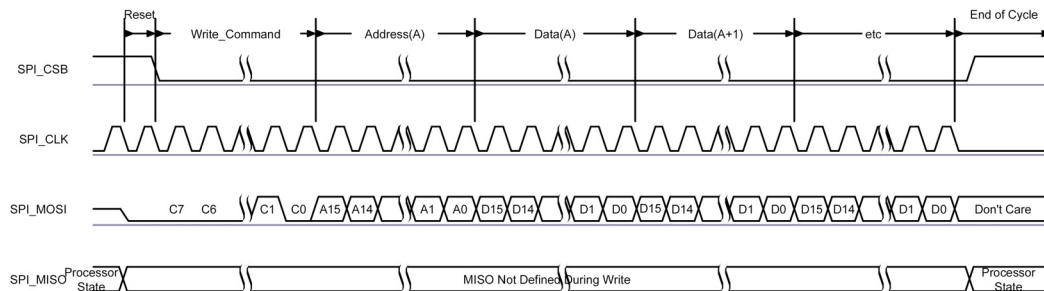 Reset
End of Cycle
Write_Command Address(A) Data(A) Data(A+1) etc
SPI_CSB
SPI_CLK
SPI_MOSI C7 C6 C1 C0 A15 A14 A1 A0 D15 D14 D1 D0 D15 D14 D1 D0 D15 D14 D1 D0 Don't Care
SPI_MISO Processor State MISO Not Defined During Write Processor State